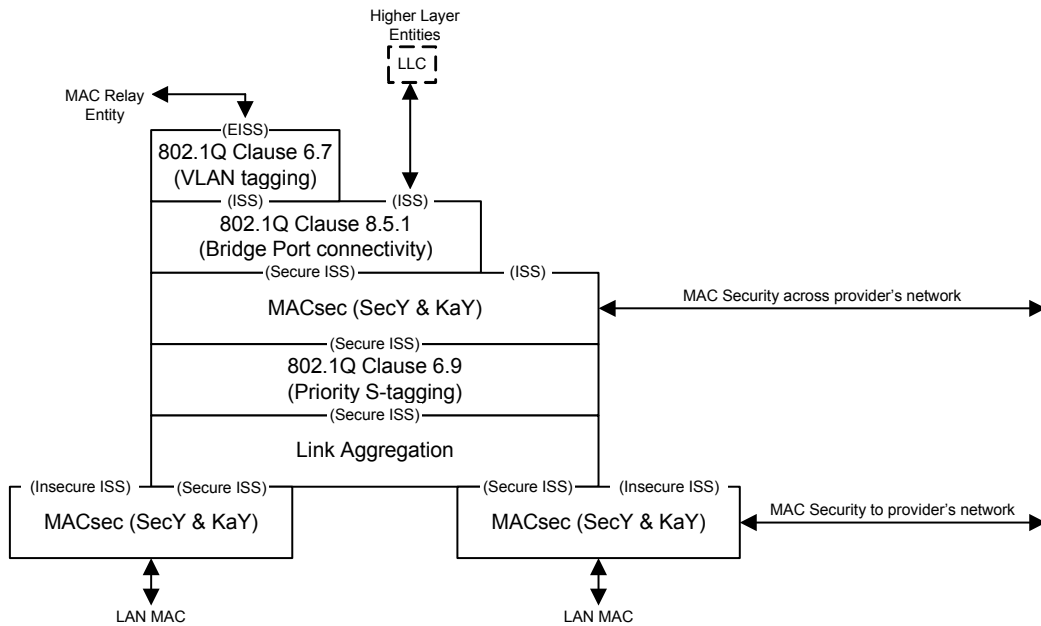 Higher Layer
Entities
LLC
MAC Relay
Entity
(EISS)
802.1Q Clause 6.7
(VLAN tagging)
(ISS) (ISS)
802.1Q Clause 8.5.1
(Bridge Port connectivity)
(Secure ISS) (ISS)
MACsec (SecY & KaY)
MAC Security across provider's network
(Secure ISS)
802.1Q Clause 6.9
(Priority S-tagging)
(Secure ISS)
Link Aggregation
(Insecure ISS) (Secure ISS) (Secure ISS) (Insecure ISS)
MACsec (SecY & KaY) MACsec (SecY & KaY)
MAC Security to provider's network
LAN MAC LAN MAC